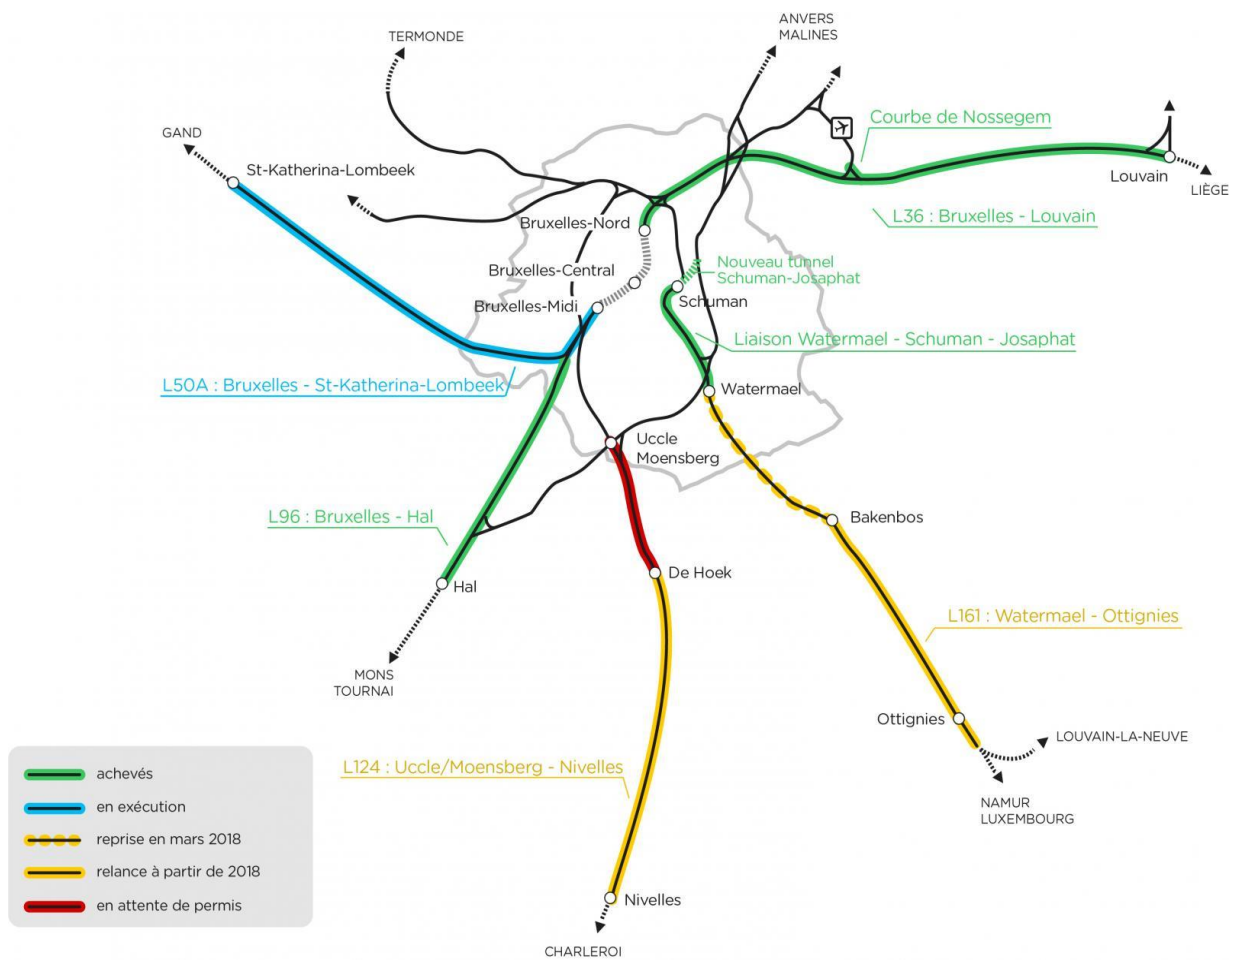 ANVERS
MALINES
TERMONDE
Courbe de Nossegem
GAND
St-Katherina-Lombeek
Louvain
LIÈGE
L36 : Bruxelles - Louvain
Bruxelles-Nord
Nouveau tunnel
Schuman-Josaphat
Bruxelles-Central
Schuman
Bruxelles-Midi
Liaison Watermael - Schuman - Josaphat
L50A : Bruxelles - St-Katherina-Lombeek
Watermael
Uccle
Moensberg
L96 : Bruxelles - Hal
Bakenbos
De Hoek
Hal
L161 : Watermael - Ottignies
MONS
TOURNAI
Ottignies
LOUVAIN-LA-NEUVE
L124 : Uccle/Moensberg - Nivelles
NAMUR
LUXEMBOURG
achevés
en exécution
reprise en mars 2018
relance à partir de 2018
en attente de permis
Nivelles
CHARLEROI